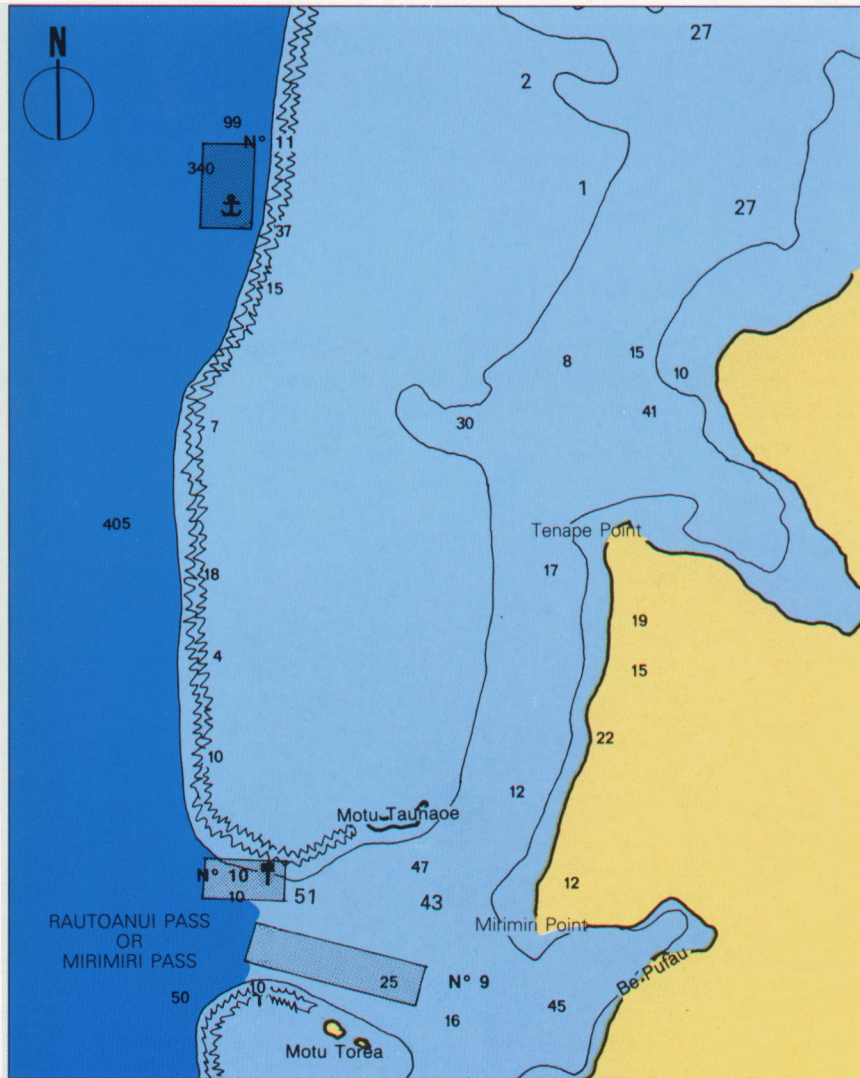 N
27
2
99
N° 11
340
1
27
37
15
8
15
10
7
30
41
405
Tenape Point
17
18
19
4
15
22
10
12
Motu Taunaoe
47
12
N° 10
10
51
43
RAUTOANUI PASS
OR
MIRIMIRI PASS
Mirimiri Point
Be Pufau
25
N° 9
10
50
45
16
Motu Torea